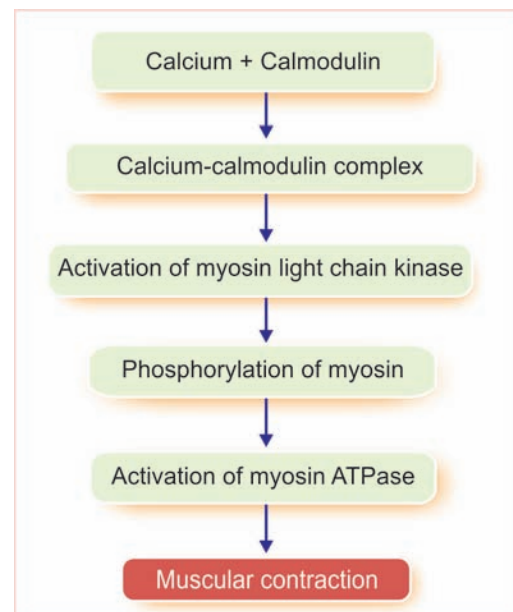 Calcium + Calmodulin
Calcium-calmodulin complex
Activation of myosin light chain kinase
Phosphorylation of myosin
Activation of myosin ATPase
Muscular contraction